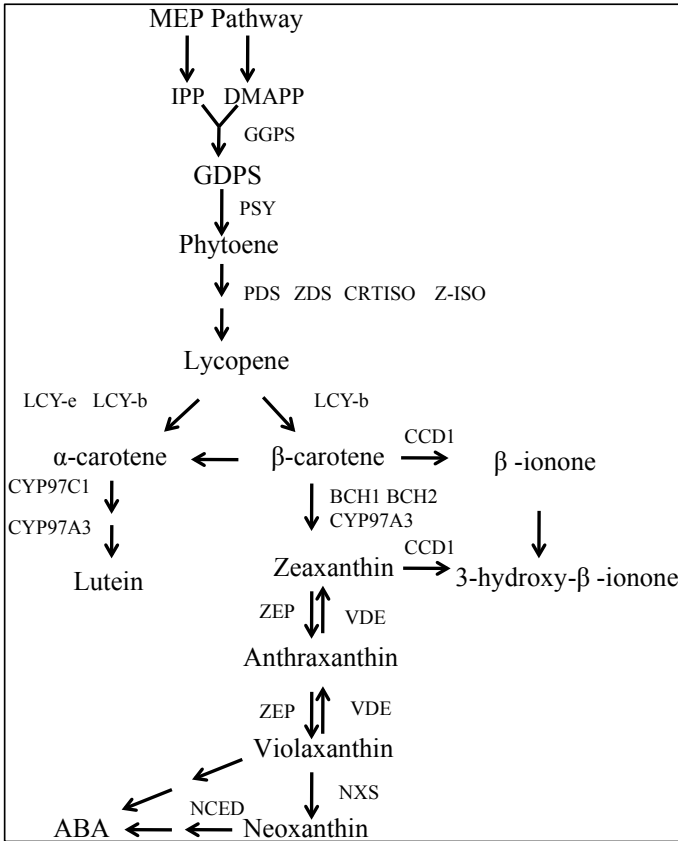 MEP Pathway
IPP DMAPP
GGPS
GDPS
PSY
Phytoene
PDS ZDS CRTISO Z-ISO
Lycopene
LCY-e LCY-b
LCY-b
α-carotene
β-carotene
CCD1
β -ionone
CYP97C1
BCH1 BCH2
CYP97A3
CYP97A3
Lutein
Zeaxanthin
CCD1
3-hydroxy-β -ionone
ZEP
VDE
Anthraxanthin
ZEP
VDE
Violaxanthin
NXS
NCED
ABA
Neoxanthin